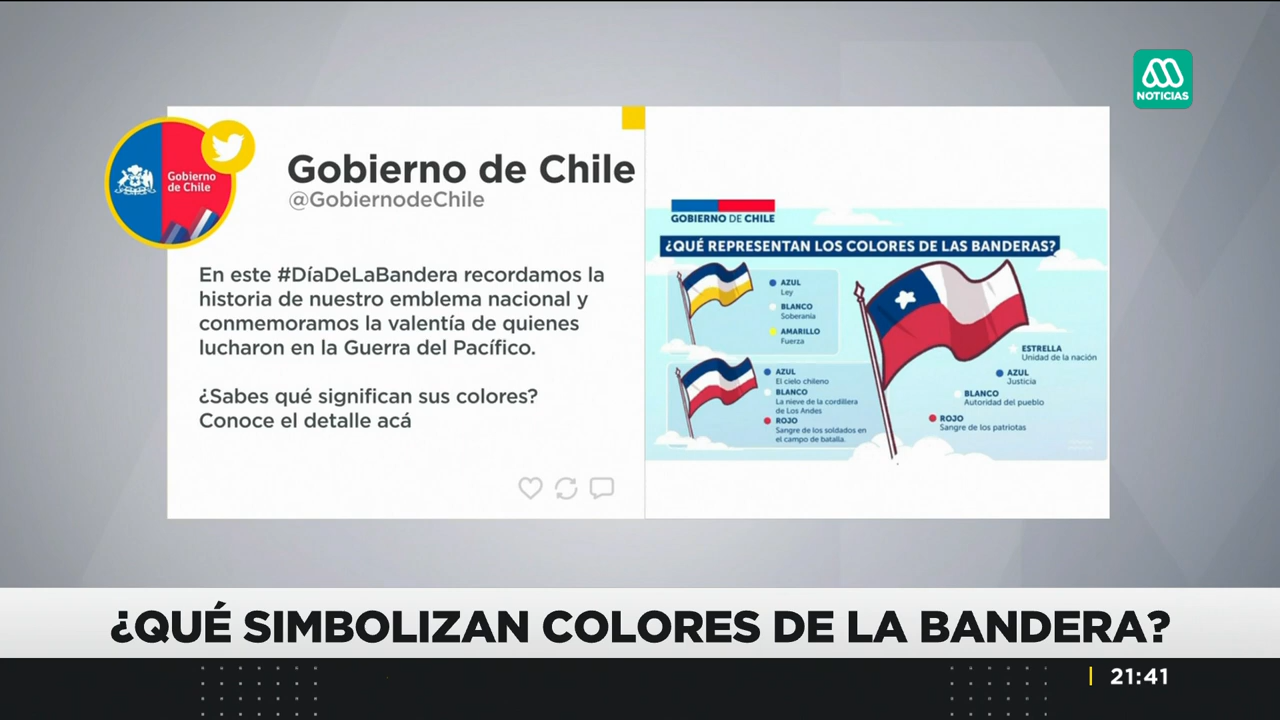 NOTICIAS
Gobierno
de Chile
Gobierno de Chile
@GobiernodeChile
En este #DíaDeLaBandera recordamos la
historia de nuestro emblema nacional y
conmemoramos la valentía de quienes
lucharon en la Guerra del Pacífico.
¿Sabes qué significan sus colores?
Conoce el detalle acá
GOBIERNO DE CHILE
¿QUÉ REPRESENTAN LOS COLORES DE LAS BANDERAS?
AZUL
Ley
BLANCO
Soberanía
AMARILLO
Fuerza
AZUL
El cielo chileno
BLANCO
La nieve de la cordillera
de Los Andes
ROJO
Sangre de los soldados en
el campo de batalla.
ESTRELLA
Unidad de la nación
AZUL
Justicia
BLANCO
Autoridad del pueblo
ROJO
Sangre de los patriotas
¿QUÉ SIMBOLIZAN COLORES DE LA BANDERA?
21:41